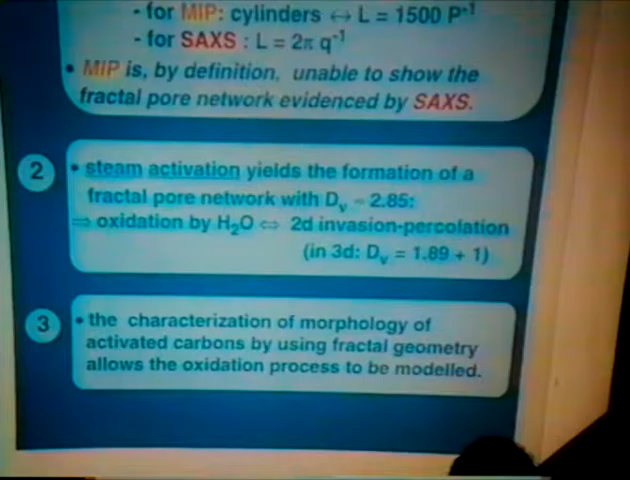 - for MIP: cylinders ↔ L = 1500 P⁻¹
- for SAXS : L = 2π q⁻¹
• MIP is, by definition, unable to show the
fractal pore network evidenced by SAXS.
2
• steam activation yields the formation of a
fractal pore network with Dᵥ ~ 2.85:
⇒ oxidation by H₂O ⇔ 2d invasion-percolation
(in 3d: Dᵥ = 1.89 + 1)
3
• the characterization of morphology of
activated carbons by using fractal geometry
allows the oxidation process to be modelled.